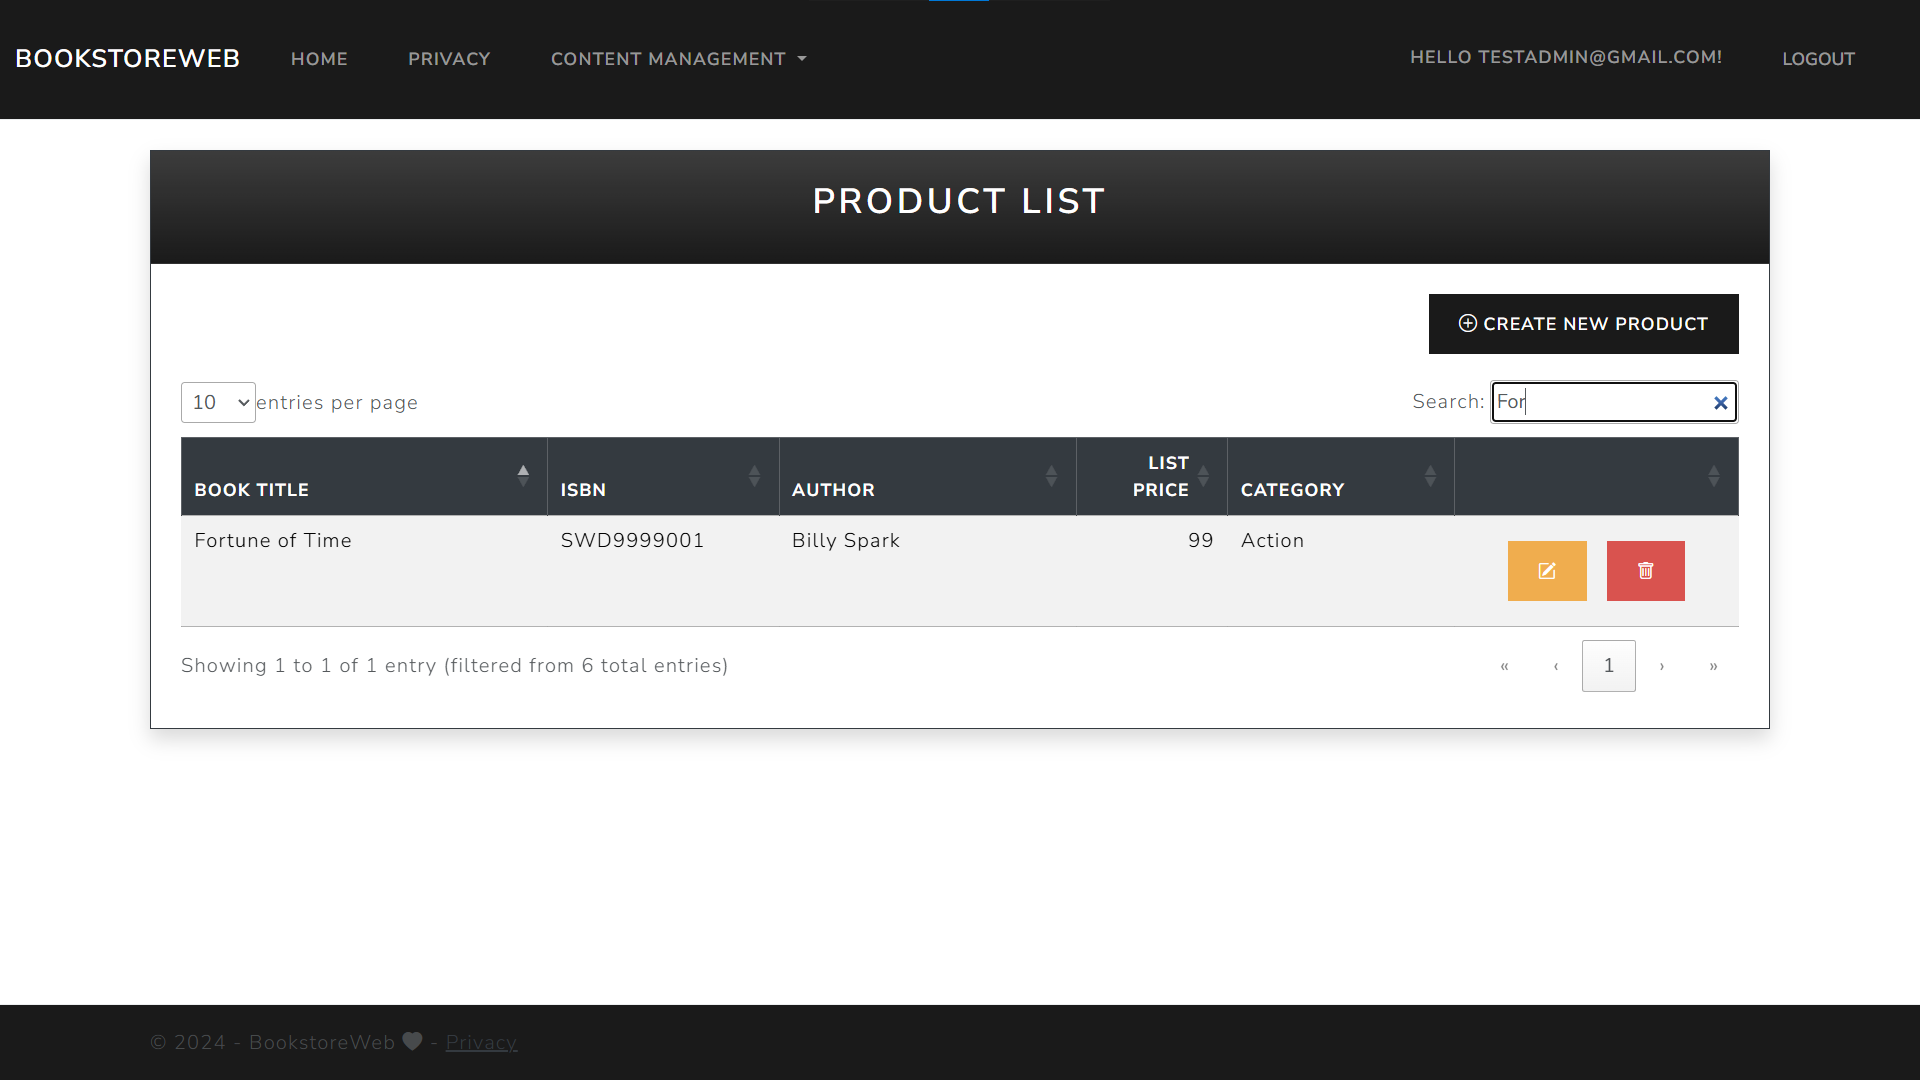 BOOKSTOREWEB HOME PRIVACY CONTENT MANAGEMENT HELLO TESTADMIN@GMAIL.COM! LOGOUT
PRODUCT LIST
CREATE NEW PRODUCT
10 entries per page Search: For
BOOK TITLE ISBN AUTHOR LIST PRICE CATEGORY
Fortune of Time SWD9999001 Billy Spark 99 Action
Showing 1 to 1 of 1 entry (filtered from 6 total entries) « ‹ 1 › »
© 2024 - BookstoreWeb - Privacy